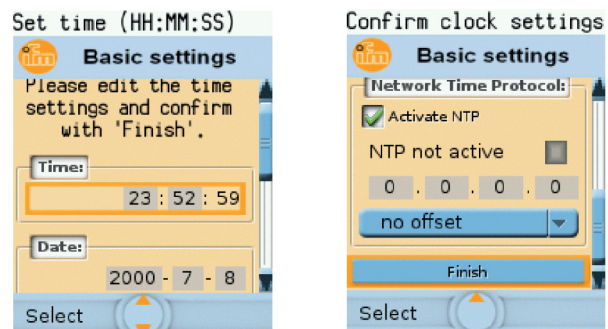 Set time (HH:MM:SS)
ifm
Basic settings
Please edit the time
settings and confirm
with 'Finish'.
Time:
23 : 52 : 59
Date:
2000 - 7 - 8
Select
Confirm clock settings
ifm
Basic settings
Network Time Protocol:
Activate NTP
NTP not active
0 . 0 . 0 . 0
no offset
Finish
Select